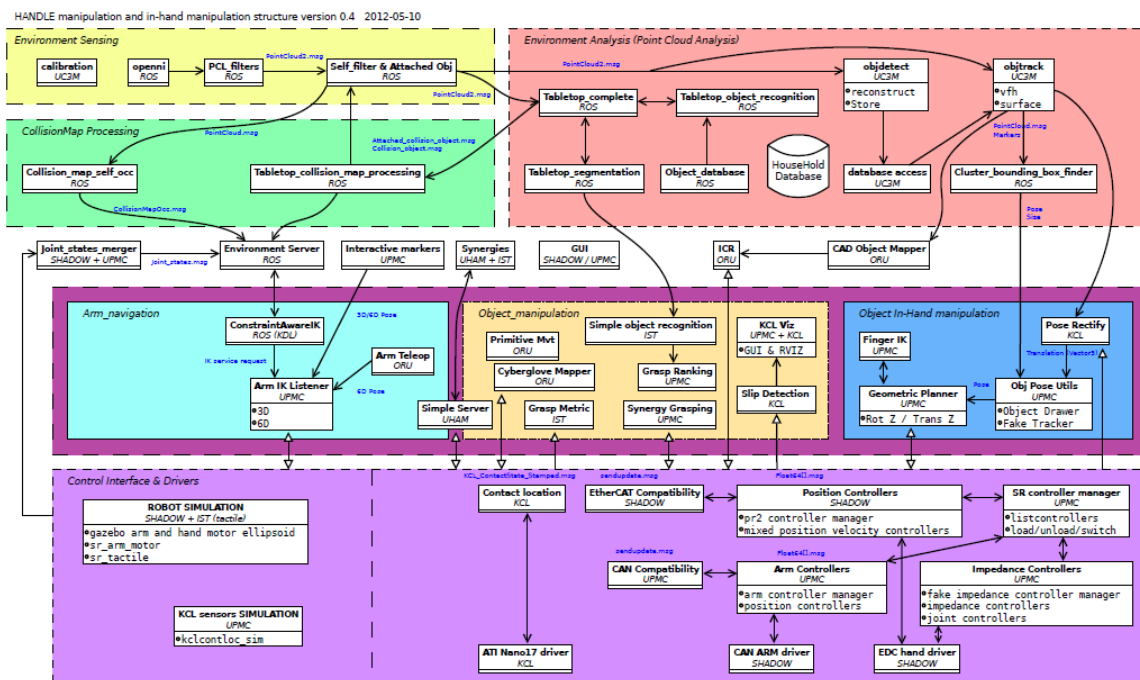 HANDLE manipulation and in-hand manipulation structure version 0.4   2012-05-10
Environment Sensing
calibration
UC3M
openni
ROS
PCL_filters
ROS
PointCloud2.msg
Self_filter & Attached Obj
ROS
PointCloud2.msg
Environment Analysis (Point Cloud Analysis)
PointCloud2.msg
objdetect
UC3M
reconstruct
Store
objtrack
UC3M
vfh
surface
Tabletop_complete
ROS
Tabletop_object_recognition
ROS
PointCloud.msg
Markers
Tabletop_segmentation
ROS
Object_database
ROS
HouseHold
Database
database access
UC3M
Cluster_bounding_box_finder
ROS
Pose
Size
CollisionMap Processing
PointCloud.msg
Attached_collision_object.msg
Collision_object.msg
Collision_map_self_occ
ROS
Tabletop_collision_map_processing
ROS
CollisionMapOcc.msg
Joint_states_merger
SHADOW + UPMC
Joint_states.msg
Environment Server
ROS
Interactive markers
UPMC
Synergies
UHAM + IST
GUI
SHADOW / UPMC
ICR
ORU
CAD Object Mapper
ORU
Arm_navigation
3D/6D Pose
ConstraintAwareIK
ROS (KDL)
IK service request
Arm Teleop
ORU
6D Pose
Arm IK Listener
UPMC
3D
6D
Simple Server
UHAM
Object_manipulation
Primitive Mvt
ORU
Simple object recognition
IST
KCL Viz
UPMC + KCL
GUI & RVIZ
Cyberglove Mapper
ORU
Grasp Ranking
UPMC
Grasp Metric
IST
Synergy Grasping
UPMC
Slip Detection
KCL
Object In-Hand manipulation
Finger IK
UPMC
Pose Rectify
KCL
Translation (Vector3)
Geometric Planner
UPMC
Rot Z / Trans Z
Pose
Obj Pose Utils
UPMC
Object Drawer
Fake Tracker
Control Interface & Drivers
ROBOT SIMULATION
SHADOW + IST (tactile)
gazebo arm and hand motor ellipsoid
sr_arm_motor
sr_tactile
KCL sensors SIMULATION
UPMC
kclcontloc_sim
KCL_ContactState_Stamped.msg
Contact location
KCL
sendupdate.msg
EtherCAT Compatibility
SHADOW
Float64[].msg
Position Controllers
SHADOW
pr2 controller manager
mixed position velocity controllers
SR controller manager
UPMC
listcontrollers
load/unload/switch
sendupdate.msg
CAN Compatibility
UPMC
Float64[].msg
Arm Controllers
UPMC
arm controller manager
position controllers
Impedance Controllers
UPMC
fake impedance controller manager
impedance controllers
joint controllers
ATI Nano17 driver
KCL
CAN ARM driver
SHADOW
EDC hand driver
SHADOW